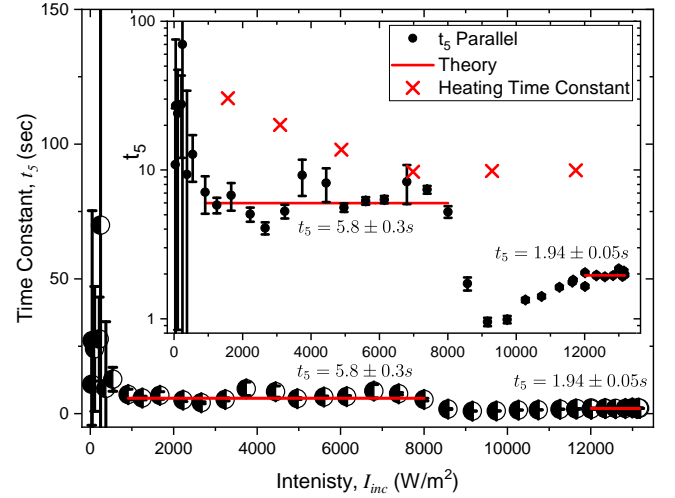 150
100
t5 Parallel
Theory
Heating Time Constant
100
t5
10
t5 = 5.8 ± 0.3s
t5 = 1.94 ± 0.05s
1
0 2000 4000 6000 8000 10000 12000
Time Constant, t5 (sec)
100
50
0
t5 = 5.8 ± 0.3s
t5 = 1.94 ± 0.05s
0 2000 4000 6000 8000 10000 12000
Intenisty, Iinc (W/m²)